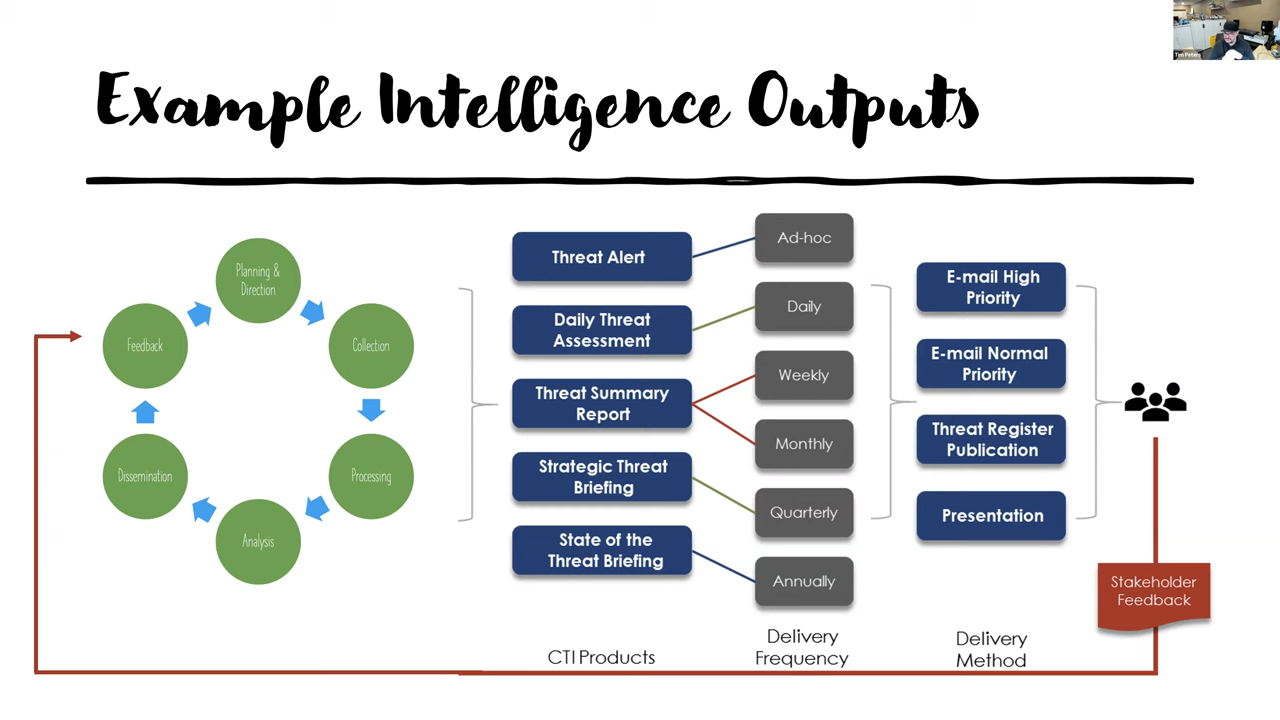 Tim Peters
Example Intelligence Outputs
Planning &
Direction
Collection
Processing
Analysis
Dissemination
Feedback
Threat Alert
Daily Threat
Assessment
Threat Summary
Report
Strategic Threat
Briefing
State of the
Threat Briefing
CTI Products
Ad-hoc
Daily
Weekly
Monthly
Quarterly
Annually
Delivery
Frequency
E-mail High
Priority
E-mail Normal
Priority
Threat Register
Publication
Presentation
Delivery
Method
Stakeholder
Feedback